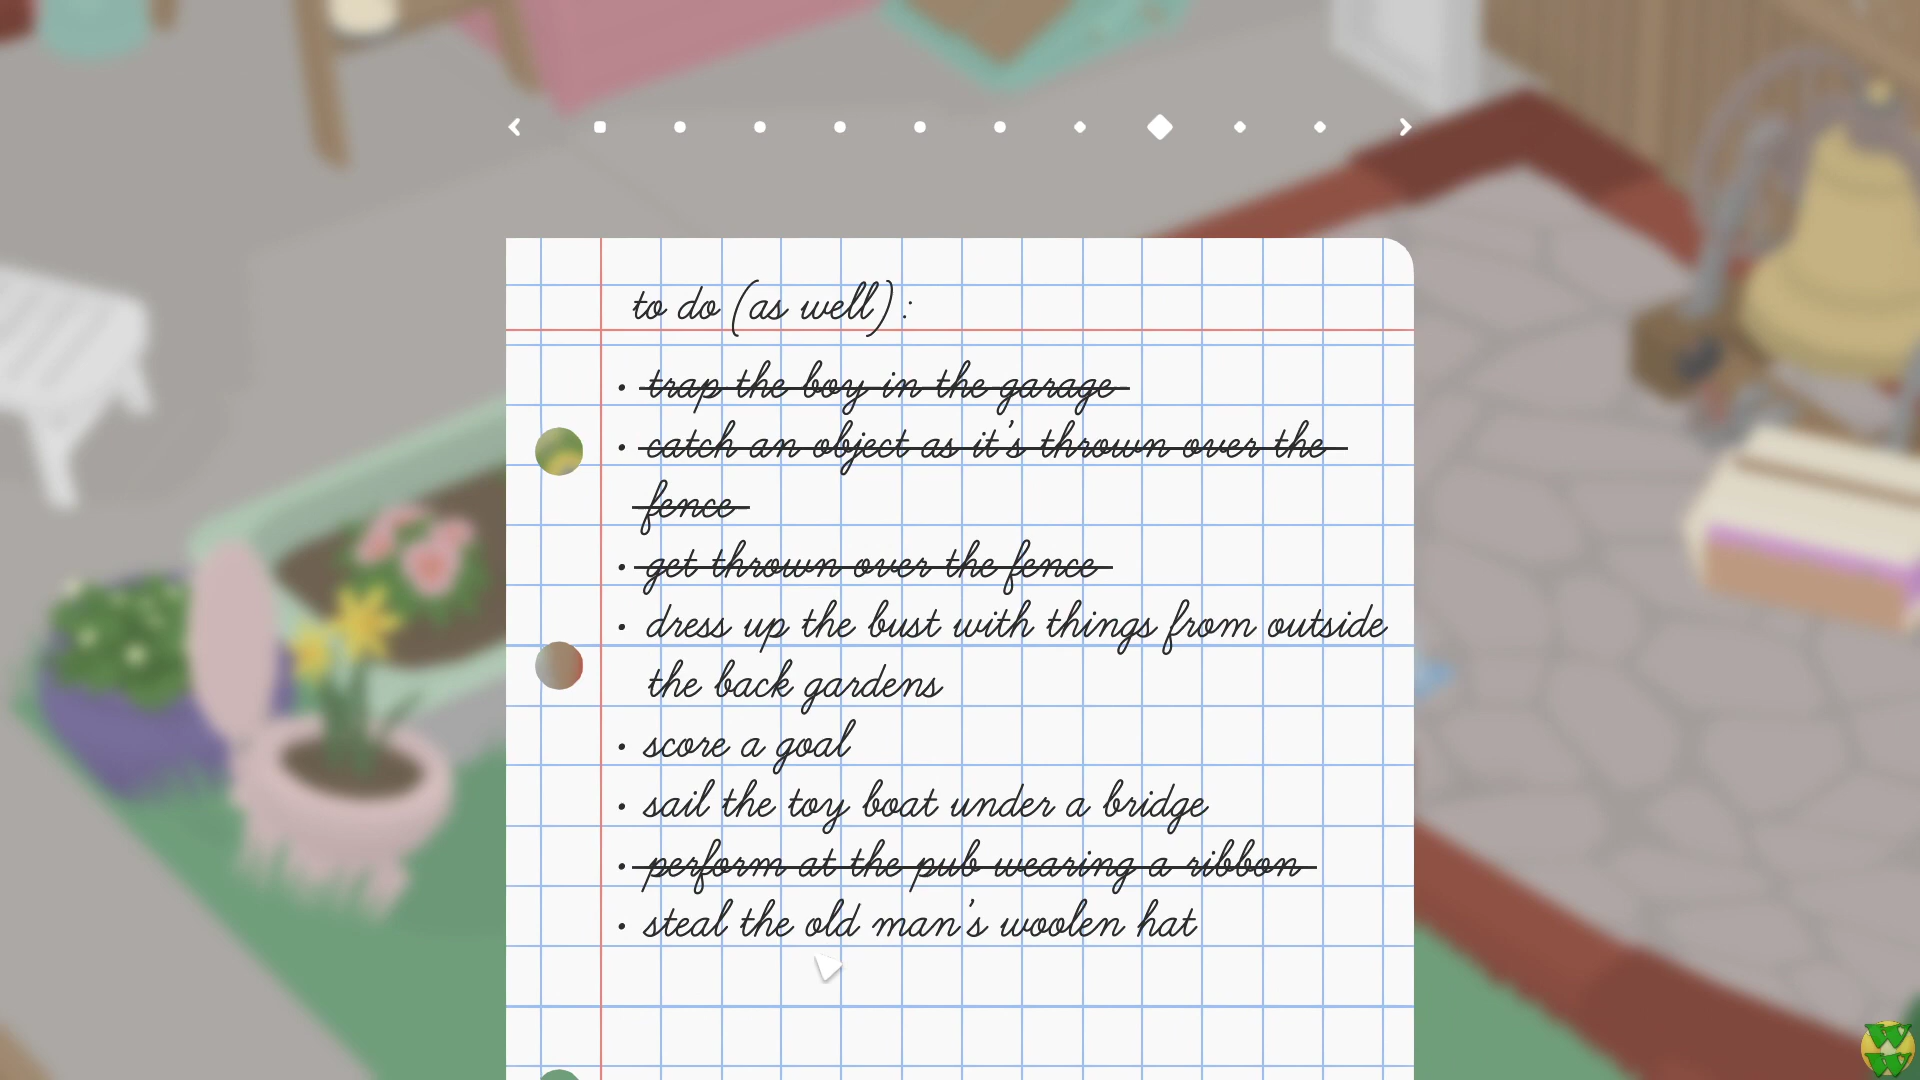 to do (as well) :
• trap the boy in the garage
• catch an object as it's thrown over the
fence
• get thrown over the fence
• dress up the bust with things from outside
the back gardens
• score a goal
• sail the toy boat under a bridge
• perform at the pub wearing a ribbon
• steal the old man's woolen hat
W
W